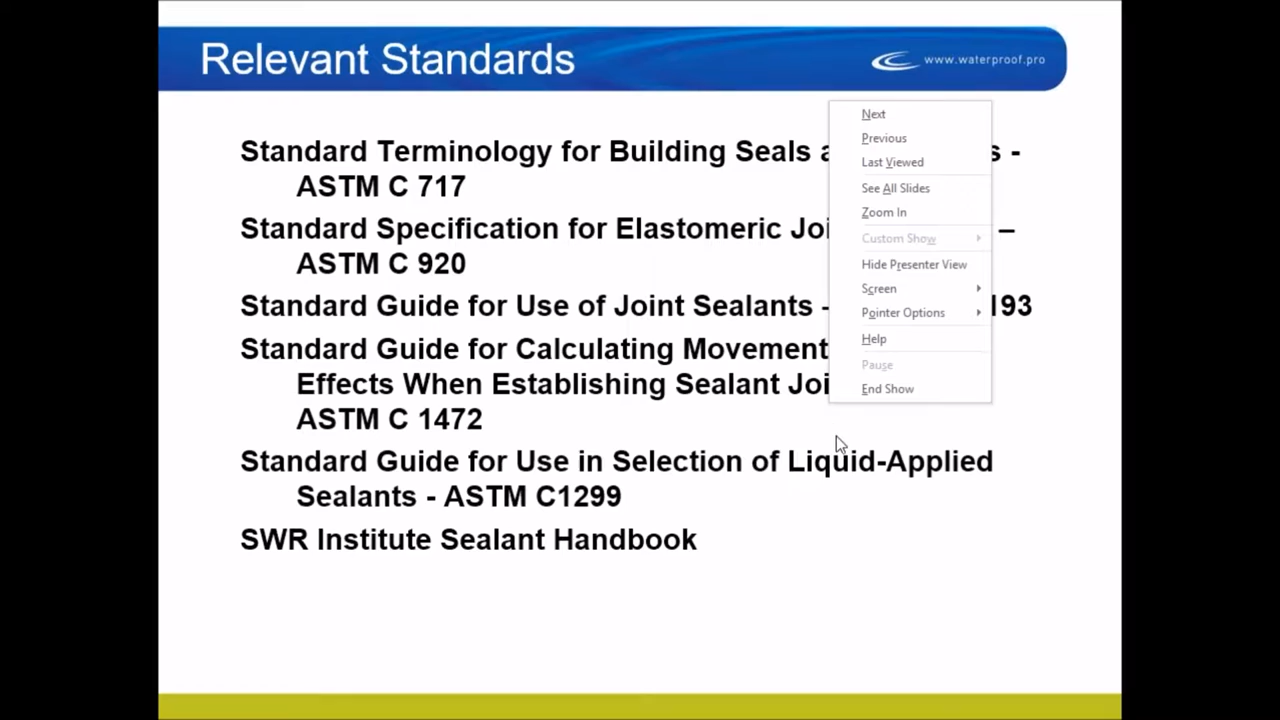 Relevant Standards
www.waterproof.pro
Standard Terminology for Building Seals
ASTM C 717
Standard Specification for Elastomeric –
ASTM C 920
Standard Guide for Use of Joint Sealants -
Standard Guide for Calculating Movement
Effects When Establishing Sealant
ASTM C 1472
Standard Guide for Use in Selection of Liquid-Applied
Sealants - ASTM C1299
SWR Institute Sealant Handbook
Next
Previous
Last Viewed
See All Slides
Zoom In
Custom Show
Hide Presenter View
Screen
Pointer Options
Help
Pause
End Show